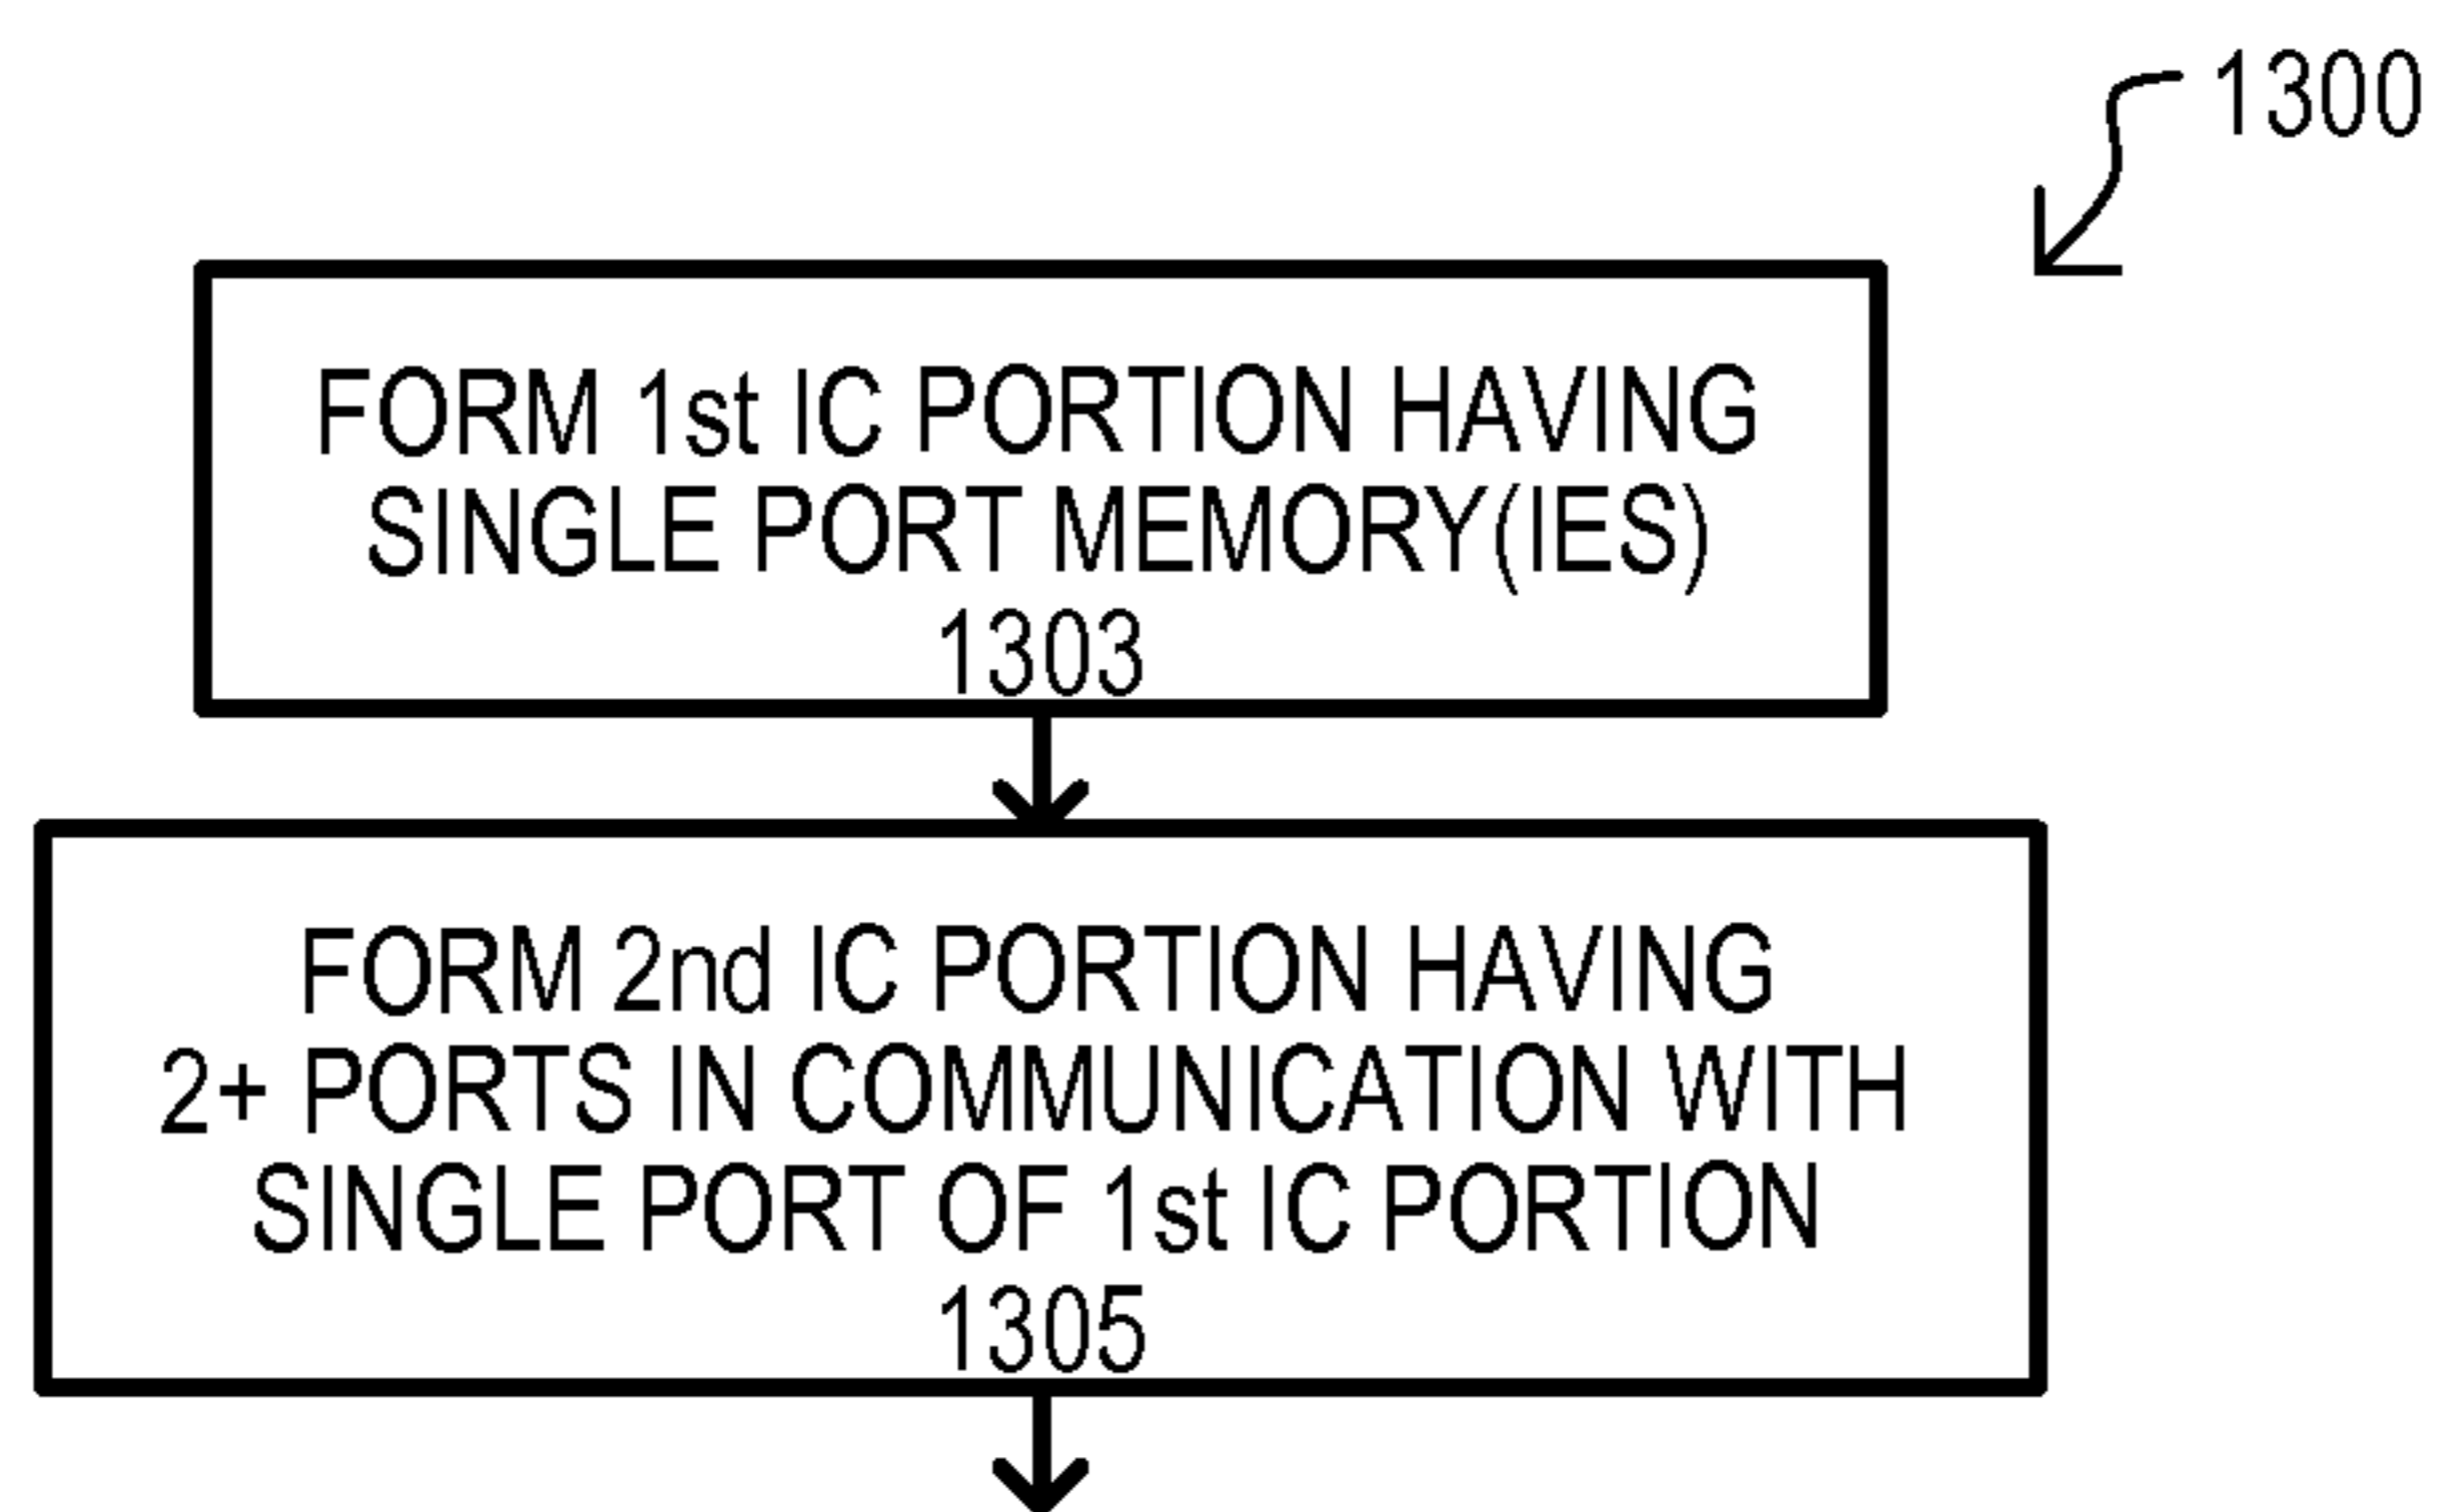 1300
FORM 1st IC PORTION HAVING
SINGLE PORT MEMORY(IES)
1303
FORM 2nd IC PORTION HAVING
2+ PORTS IN COMMUNICATION WITH
SINGLE PORT OF 1st IC PORTION
1305